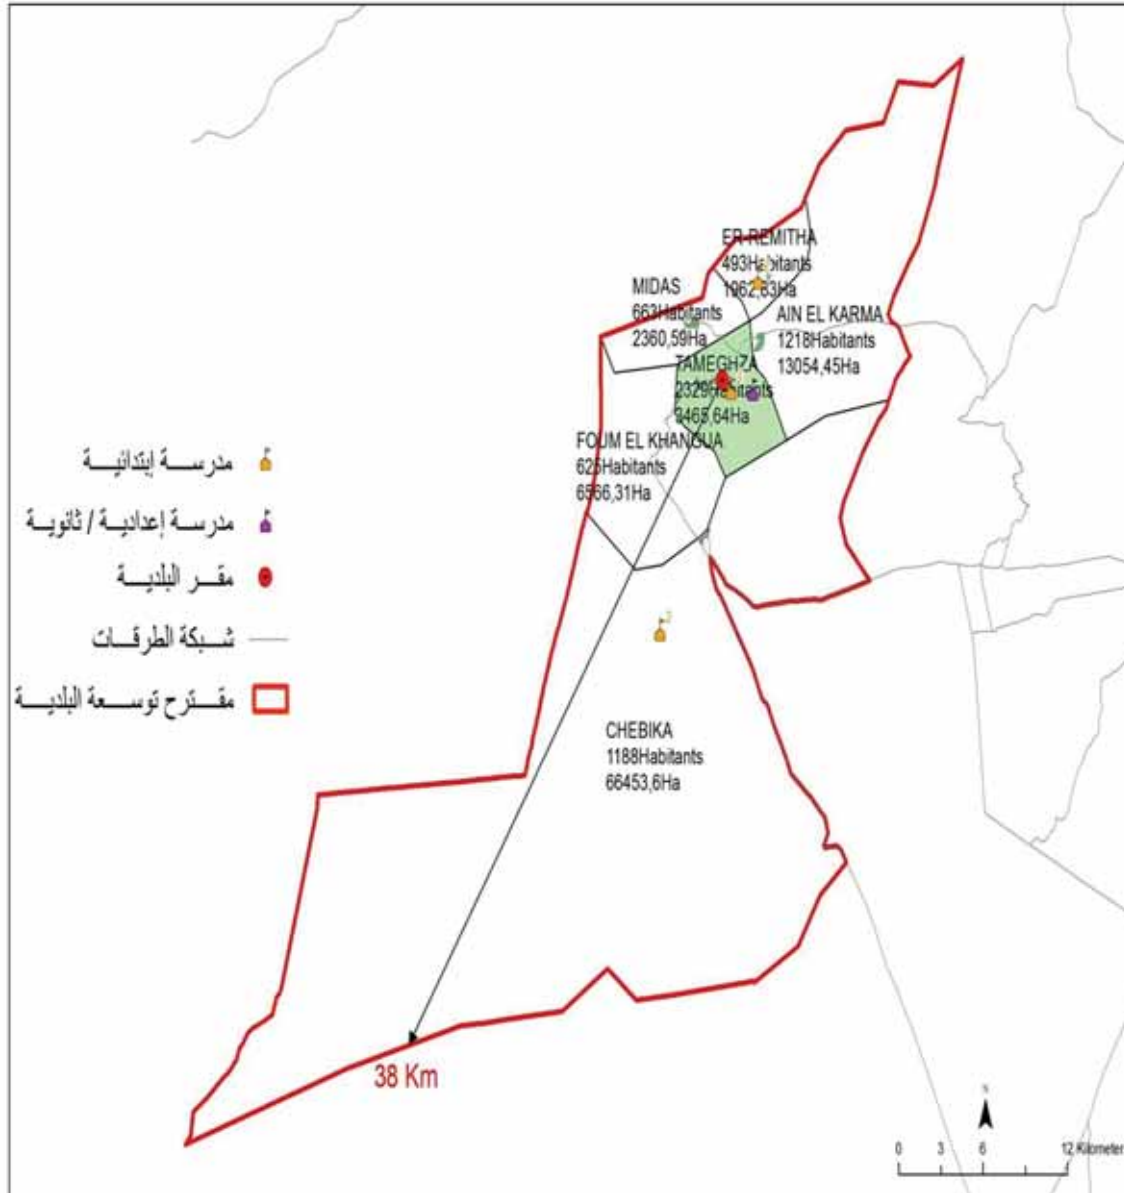 ER-REMITHA
493Habitants
1962,63Ha
MIDAS
663Habitants
2360,59Ha
AIN EL KARMA
1218Habitants
13054,45Ha
TAMEGHZA
2329Habitants
3465,64Ha
FOUM EL KHANGUA
625Habitants
6566,31Ha
مدرسة إبتدائية
مدرسة إعدادية / ثانوية
مقر البلدية
شبكة الطرقات
مقترح توسعة البلدية
CHEBIKA
1188Habitants
66453,6Ha
38 Km
N
0 3 6 12 Kilometer